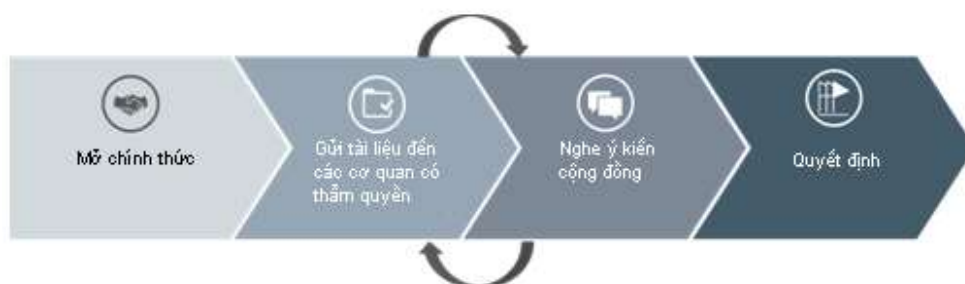 Mở chính thức
Gửi tài liệu đến
các cơ quan có
thẩm quyền
Nghe ý kiến
cộng đồng
Quyết định